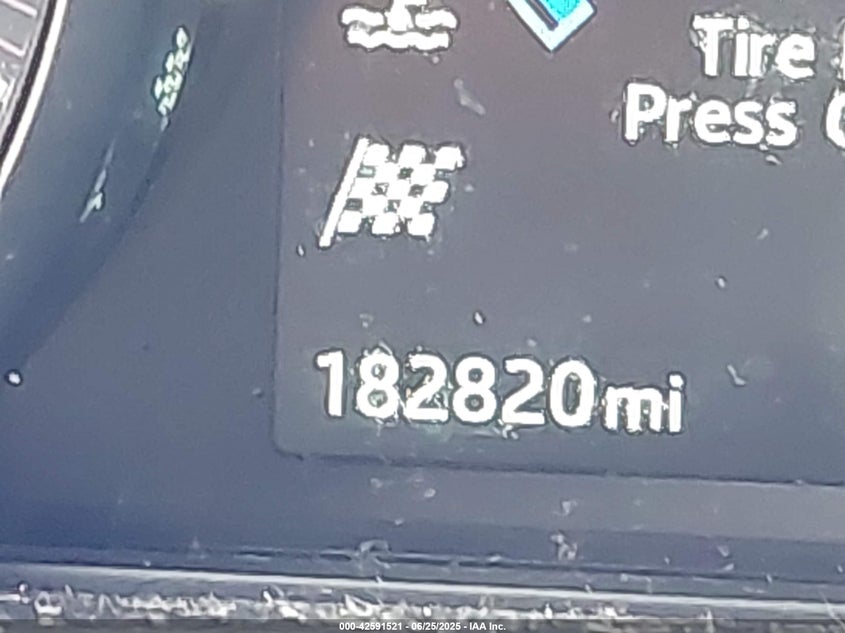 Tire
Press
182820mi
000-42591521 - 06/25/2025 - IAA Inc.